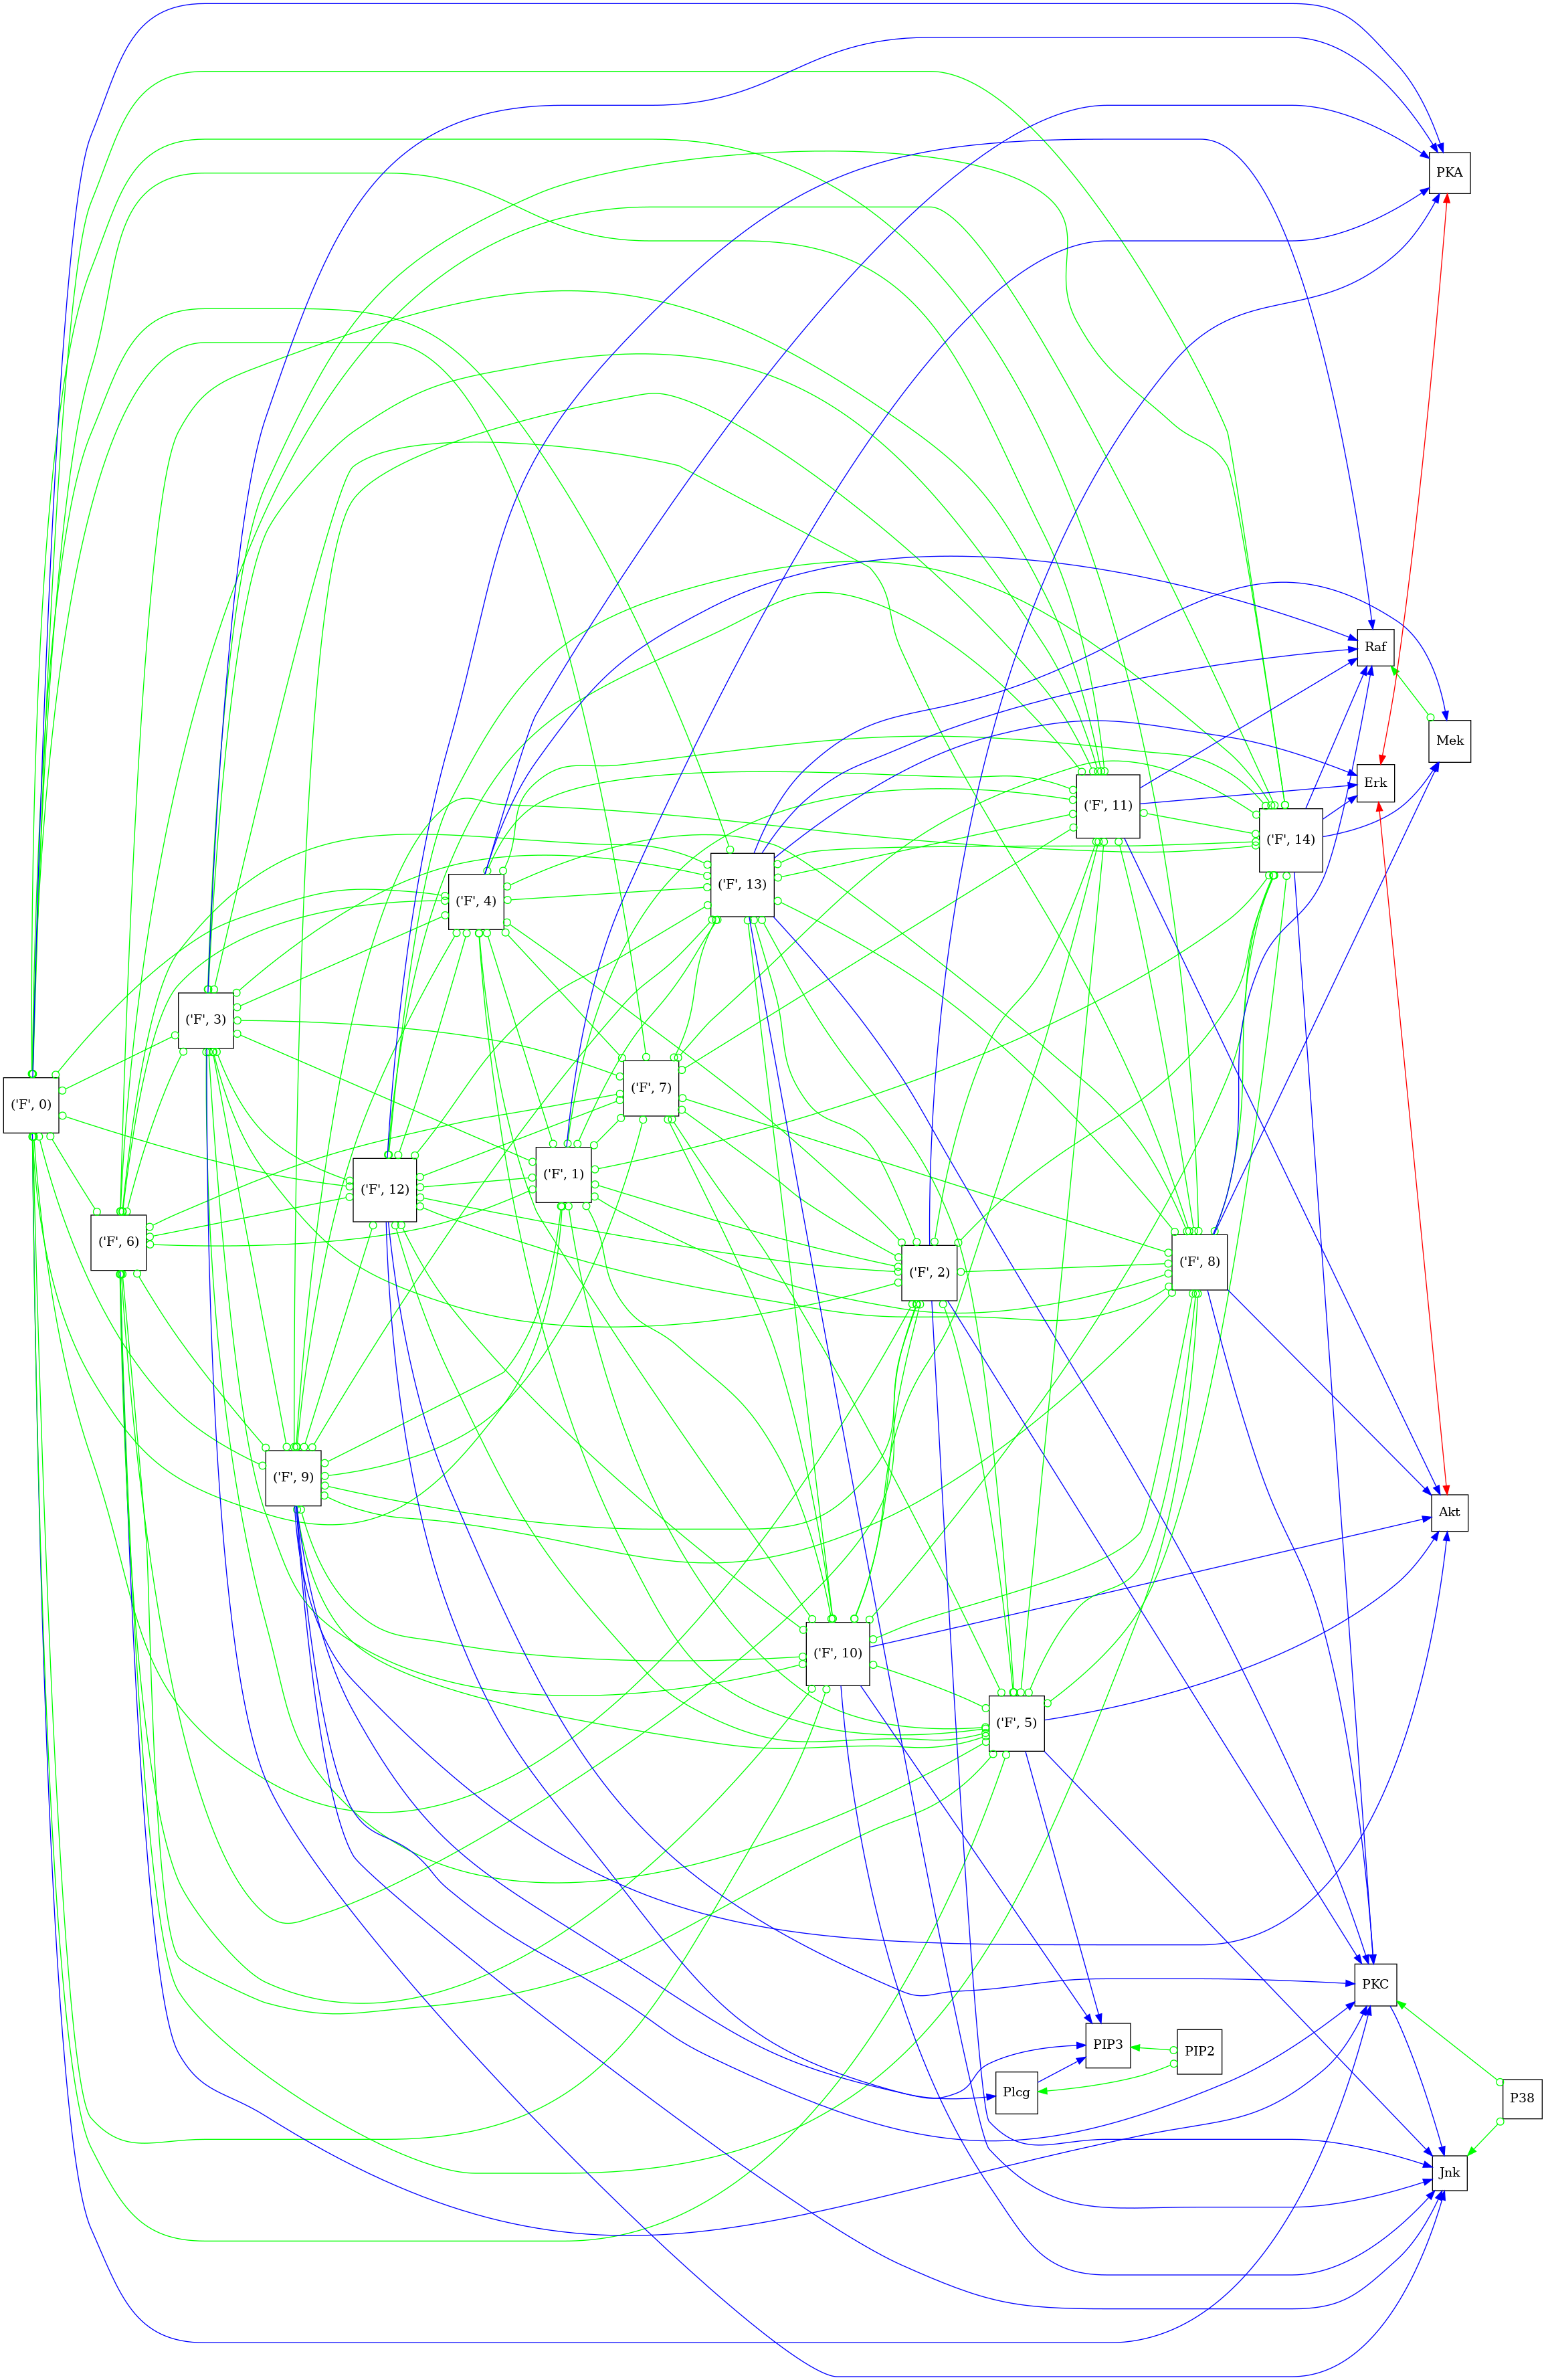 PKA
Raf
Mek
Erk
('F', 11)
('F', 14)
('F', 13)
('F', 4)
('F', 3)
('F', 7)
('F', 0)
('F', 1)
('F', 12)
('F', 6)
('F', 8)
('F', 2)
('F', 9)
Akt
('F', 10)
('F', 5)
PKC
PIP3
PIP2
Plcg
P38
Jnk